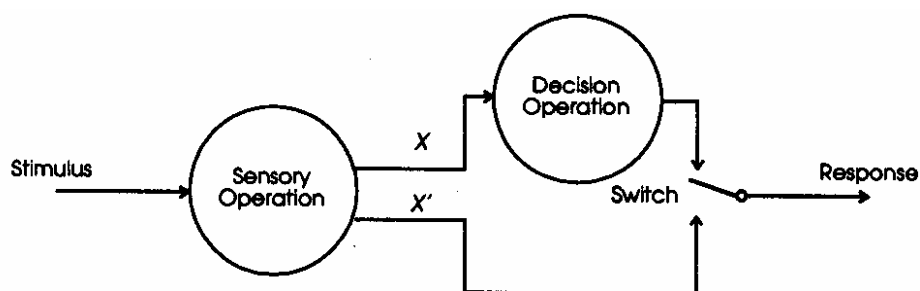 Decision
Operation
X
Stimulus
Sensory
Operation
X'
Switch
Response